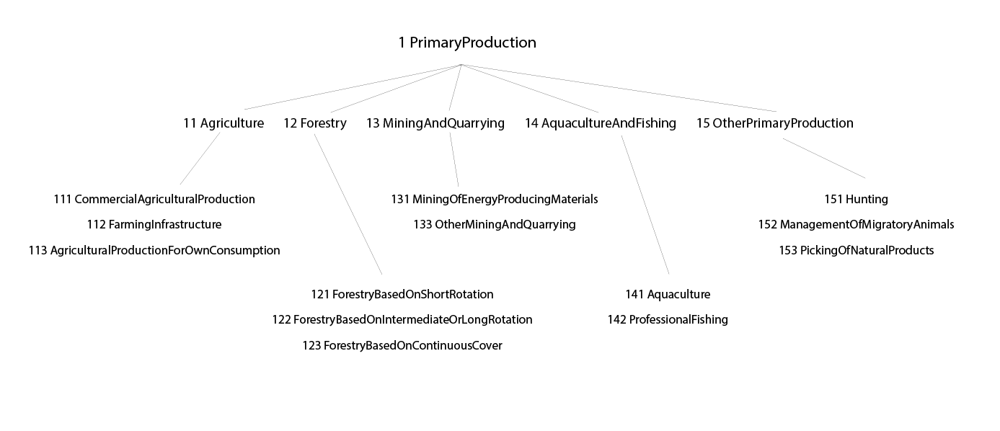 1 PrimaryProduction
11 Agriculture
12 Forestry
13 MiningAndQuarrying
14 AquacultureAndFishing
15 OtherPrimaryProduction
111 CommercialAgriculturalProduction
112 FarmingInfrastructure
113 AgriculturalProductionForOwnConsumption
131 MiningOfEnergyProducingMaterials
133 OtherMiningAndQuarrying
151 Hunting
152 ManagementOfMigratoryAnimals
153 PickingOfNaturalProducts
121 ForestryBasedOnShortRotation
122 ForestryBasedOnIntermediateOrLongRotation
123 ForestryBasedOnContinuousCover
141 Aquaculture
142 ProfessionalFishing